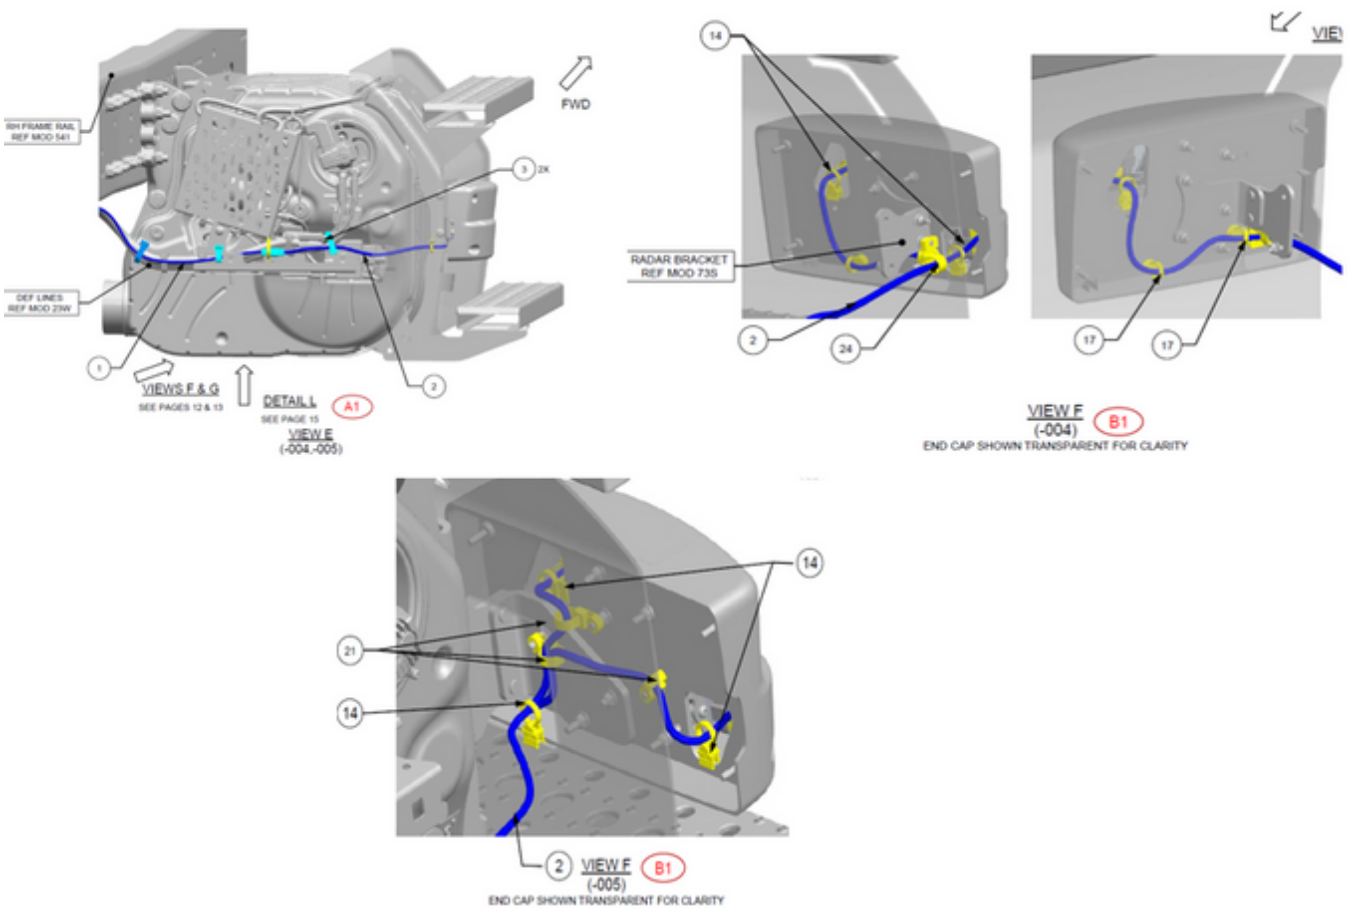 14
VIE
FWD
RH FRAME RAIL
REF MOD 541
3 2X
RADAR BRACKET
REF MOD 73S
DEF LINES
REF MOD 23W
1
2
2
24
17
17
VIEWS F & G
SEE PAGES 12 & 13
DETAIL L
A1
SEE PAGE 15
VIEW E
(-004,-005)
VIEW F
B1
(-004)
END CAP SHOWN TRANSPARENT FOR CLARITY
14
21
14
2
VIEW F
B1
(-005)
END CAP SHOWN TRANSPARENT FOR CLARITY